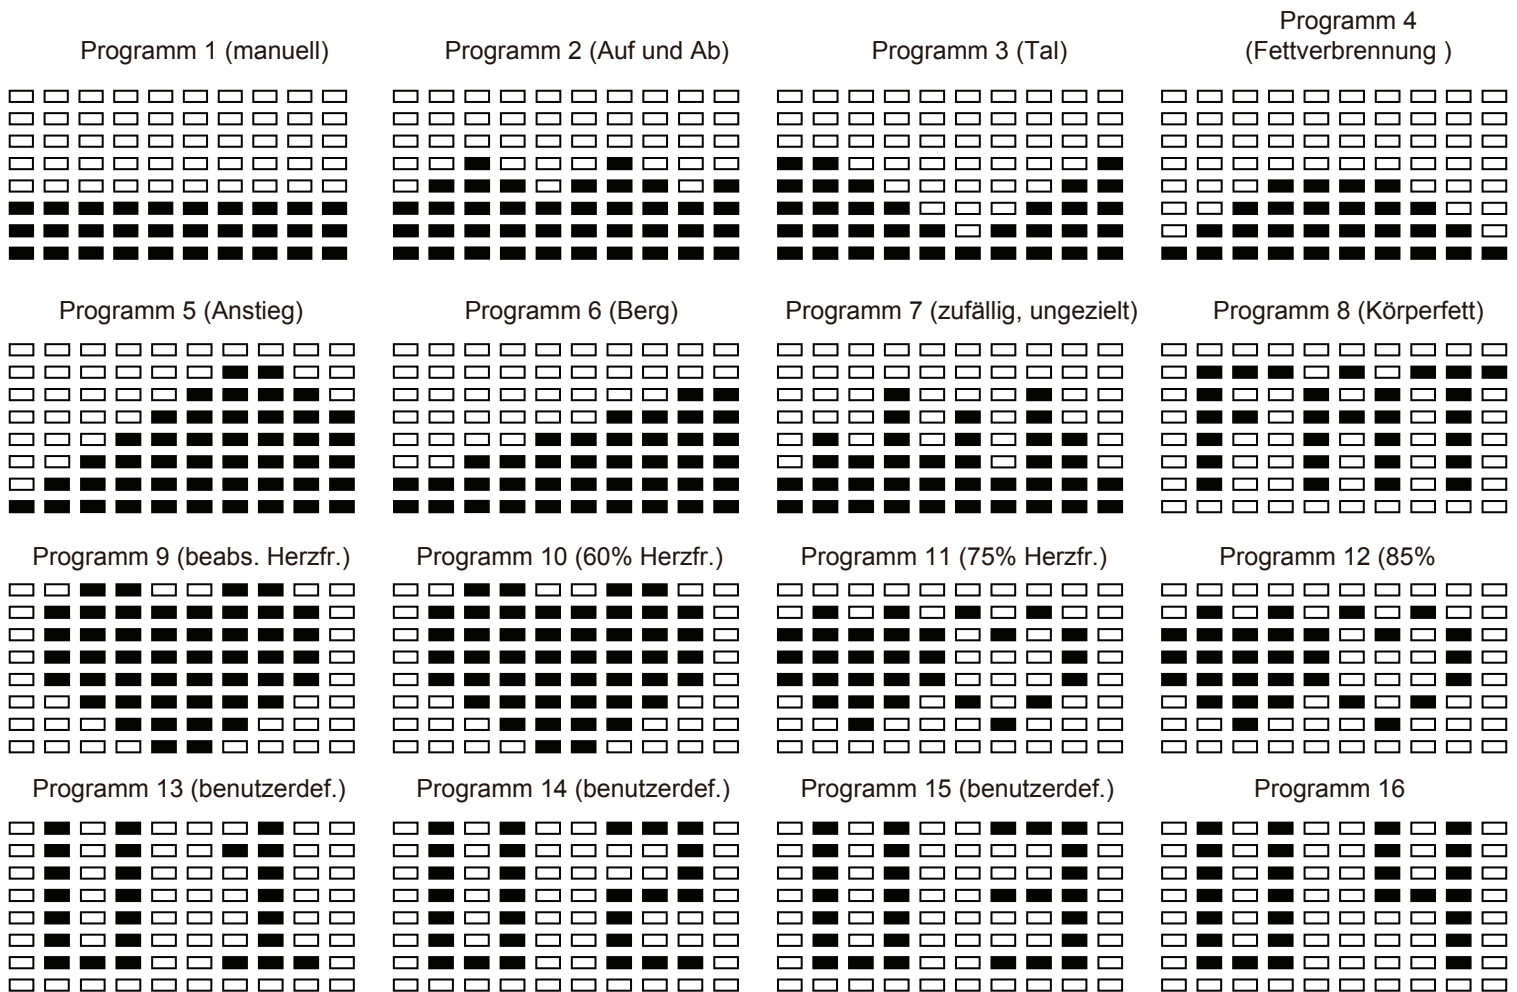 Programm 1 (manuell)
Programm 2 (Auf und Ab)
Programm 3 (Tal)
Programm 4
(Fettverbrennung )
Programm 5 (Anstieg)
Programm 6 (Berg)
Programm 7 (zufällig, ungezielt)
Programm 8 (Körperfett)
Programm 9 (beabs. Herzfr.)
Programm 10 (60% Herzfr.)
Programm 11 (75% Herzfr.)
Programm 12 (85%
Programm 13 (benutzerdef.)
Programm 14 (benutzerdef.)
Programm 15 (benutzerdef.)
Programm 16